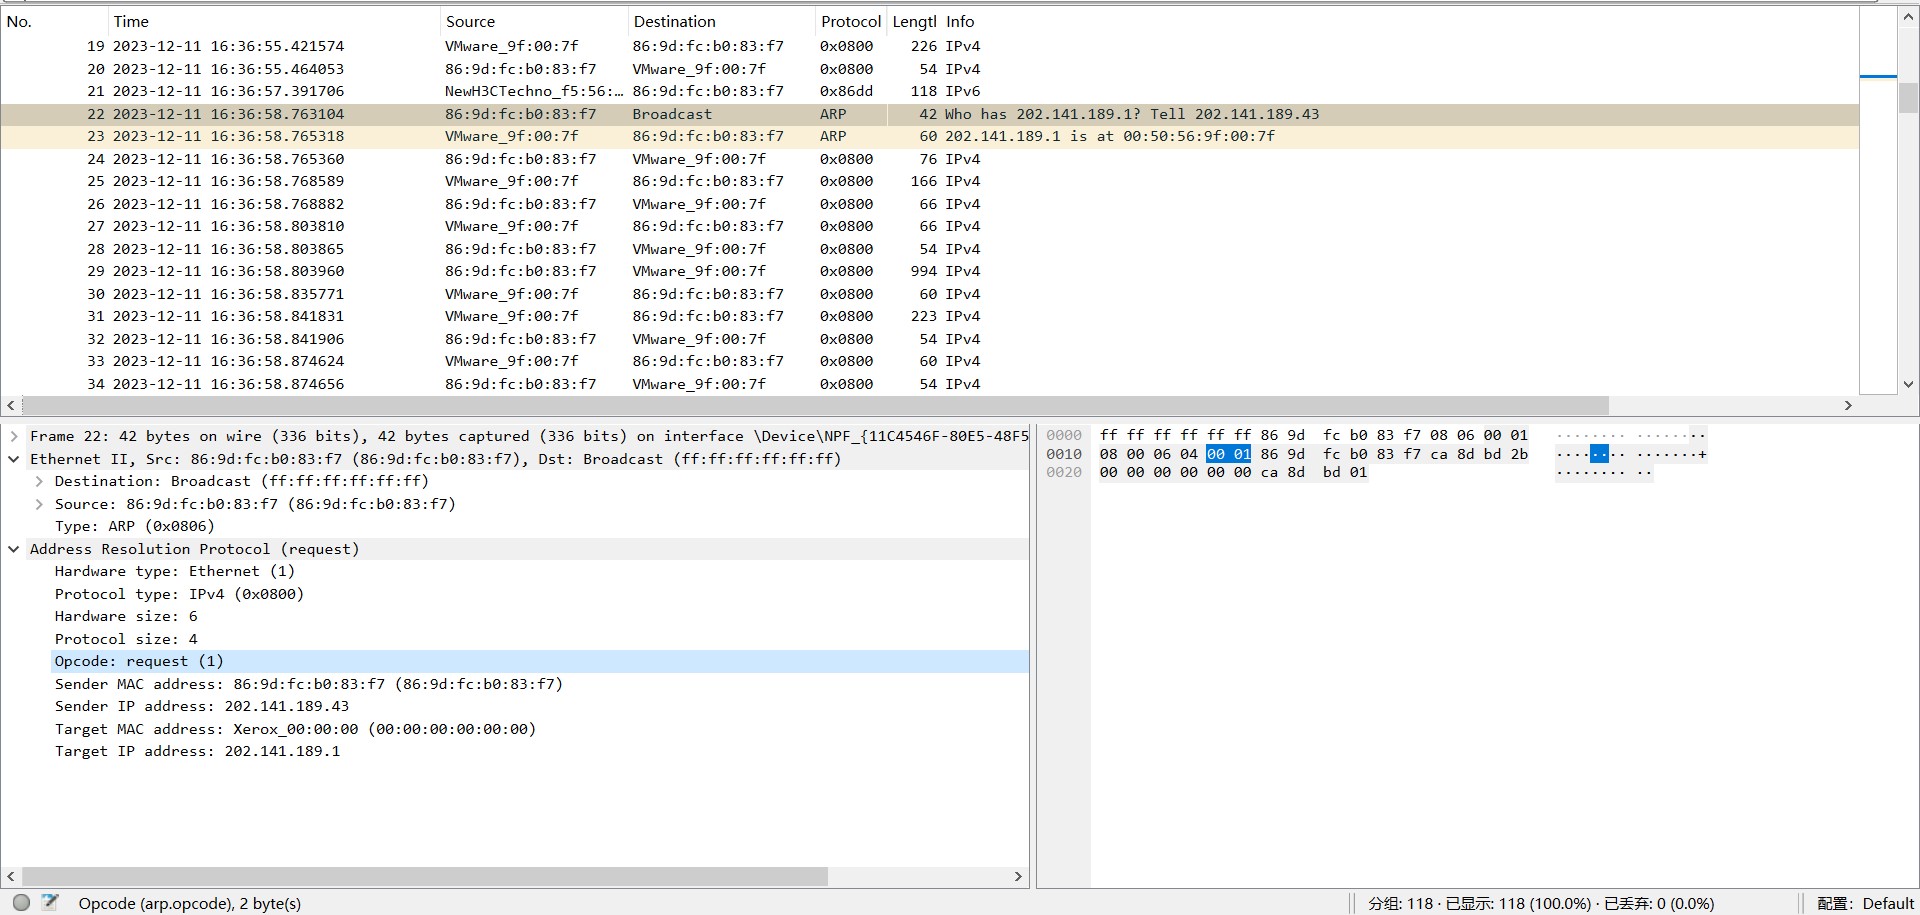 No. Time Source Destination Protocol Lengtl Info
19 2023-12-11 16:36:55.421574 VMware_9f:00:7f 86:9d:fc:b0:83:f7 0x0800 226 IPv4
20 2023-12-11 16:36:55.464053 86:9d:fc:b0:83:f7 VMware_9f:00:7f 0x0800 54 IPv4
21 2023-12-11 16:36:57.391706 NewH3CTechno_f5:56:… 86:9d:fc:b0:83:f7 0x86dd 118 IPv6
22 2023-12-11 16:36:58.763104 86:9d:fc:b0:83:f7 Broadcast ARP 42 Who has 202.141.189.1? Tell 202.141.189.43
23 2023-12-11 16:36:58.765318 VMware_9f:00:7f 86:9d:fc:b0:83:f7 ARP 60 202.141.189.1 is at 00:50:56:9f:00:7f
24 2023-12-11 16:36:58.765360 86:9d:fc:b0:83:f7 VMware_9f:00:7f 0x0800 76 IPv4
25 2023-12-11 16:36:58.768589 VMware_9f:00:7f 86:9d:fc:b0:83:f7 0x0800 166 IPv4
26 2023-12-11 16:36:58.768882 86:9d:fc:b0:83:f7 VMware_9f:00:7f 0x0800 66 IPv4
27 2023-12-11 16:36:58.803810 VMware_9f:00:7f 86:9d:fc:b0:83:f7 0x0800 66 IPv4
28 2023-12-11 16:36:58.803865 86:9d:fc:b0:83:f7 VMware_9f:00:7f 0x0800 54 IPv4
29 2023-12-11 16:36:58.803960 86:9d:fc:b0:83:f7 VMware_9f:00:7f 0x0800 994 IPv4
30 2023-12-11 16:36:58.835771 VMware_9f:00:7f 86:9d:fc:b0:83:f7 0x0800 60 IPv4
31 2023-12-11 16:36:58.841831 VMware_9f:00:7f 86:9d:fc:b0:83:f7 0x0800 223 IPv4
32 2023-12-11 16:36:58.841906 86:9d:fc:b0:83:f7 VMware_9f:00:7f 0x0800 54 IPv4
33 2023-12-11 16:36:58.874624 VMware_9f:00:7f 86:9d:fc:b0:83:f7 0x0800 60 IPv4
34 2023-12-11 16:36:58.874656 86:9d:fc:b0:83:f7 VMware_9f:00:7f 0x0800 54 IPv4
Frame 22: 42 bytes on wire (336 bits), 42 bytes captured (336 bits) on interface \Device\NPF_{11C4546F-80E5-48F5
Ethernet II, Src: 86:9d:fc:b0:83:f7 (86:9d:fc:b0:83:f7), Dst: Broadcast (ff:ff:ff:ff:ff:ff)
Destination: Broadcast (ff:ff:ff:ff:ff:ff)
Source: 86:9d:fc:b0:83:f7 (86:9d:fc:b0:83:f7)
Type: ARP (0x0806)
Address Resolution Protocol (request)
Hardware type: Ethernet (1)
Protocol type: IPv4 (0x0800)
Hardware size: 6
Protocol size: 4
Opcode: request (1)
Sender MAC address: 86:9d:fc:b0:83:f7 (86:9d:fc:b0:83:f7)
Sender IP address: 202.141.189.43
Target MAC address: Xerox_00:00:00 (00:00:00:00:00:00)
Target IP address: 202.141.189.1
0000 ff ff ff ff ff ff 86 9d fc b0 83 f7 08 06 00 01 ········ ········
0010 08 00 06 04 00 01 86 9d fc b0 83 f7 ca 8d bd 2b ········ ·······+
0020 00 00 00 00 00 00 ca 8d bd 01 ········ ··
Opcode (arp.opcode), 2 byte(s) 分组: 118 · 已显示: 118 (100.0%) · 已丢弃: 0 (0.0%) 配置: Default